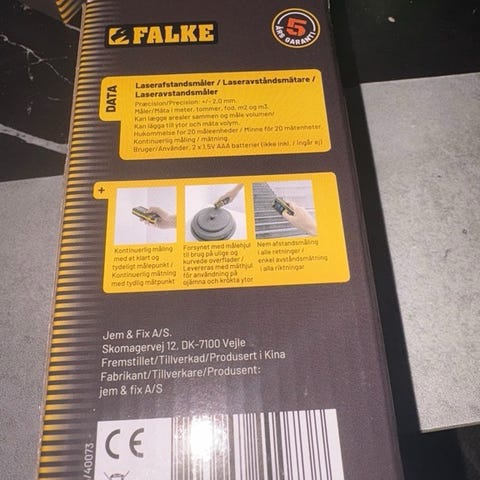 FALKE
5
ÅRS GARANTI
DATA
Laserafstandsmåler / Laseravståndsmätare /
Laseravstandsmåler
Præcision/Precision: +/- 2,0 mm.
Måler/Mäta i meter, tommer, fod, m2 og m3.
Kan lægge arealer sammen og måle volumen/
Kan lägga till ytor och mäta volym.
Hukommelse for 20 måleenheder / Minne för 20 mätenheter.
Kontinuerlig måling / mätning.
Bruger/Använder, 2 x 1.5V AAA batterier (ikke inkl. / ingår ej)
+
Kontinuerlig måling
med et klart og
tydeligt målepunkt /
Kontinuerlig mätning
med tydlig mätpunkt
Forsynet med målehjul
til brug på ulige og
kurvede overflader /
Levereras med mäthjul
för användning på
ojämna och krökta ytor
Nem afstandsmåling
i alle retninger /
enkel avståndsmätning
i alla riktningar
Jem & Fix A/S.
Skomagervej 12, DK-7100 Vejle
Fremstillet/Tillverkad/Produsert i Kina
Fabrikant/Tillverkare/Produsent:
jem & fix A/S
CE
/40073